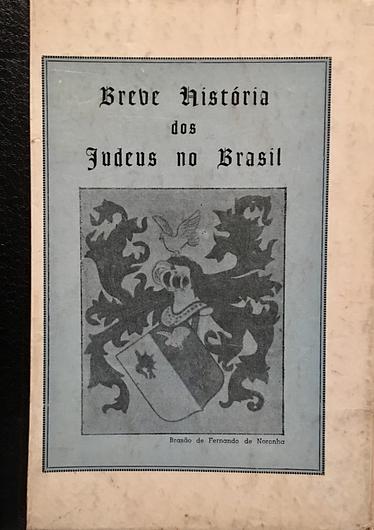 Breve História
dos
Judeus no Brasil
Brasão de Fernando de Noronha